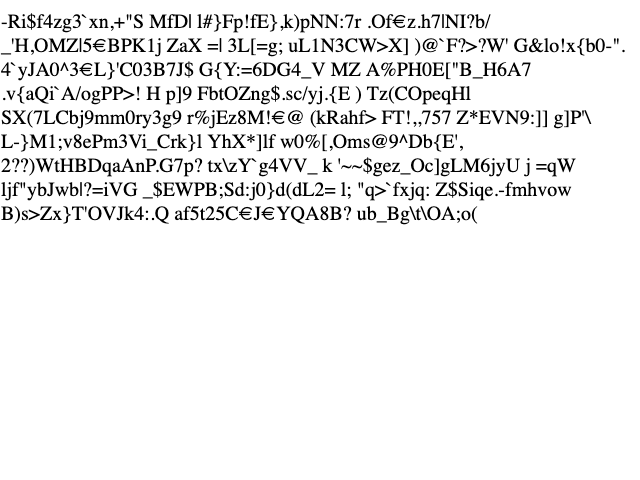 -Ri$f4zg3`xn,+"S MfD| l#}Fp!fE},k)pNN:7r .Of€z.h7|NI?b/
_'H,OMZ|5€BPK1j ZaX =| 3L[=g; uL1N3CW>X] )@`F?>?W' G&lo!x{b0-".
4`yJA0^3€L}'C03B7J$ G{Y:=6DG4_V MZ A%PH0E["B_H6A7
.v{aQi`A/ogPP>! H p]9 FbtOZng$.sc/yj.{E ) Tz(COpeqHl
SX(7LCbj9mm0ry3g9 r%jEz8M!€@ (kRahf> FT!,,757 Z*EVN9:]] g]P'\
L-}M1;v8ePm3Vi_Crk}l YhX*]lf w0%[,Oms@9^Db{E',
2??)WtHBDqaAnP.G7p? tx\zY`g4VV_ k '~~$gez_Oc]gLM6jyU j =qW
ljf"ybJwb|?=iVG _$EWPB;Sd:j0}d(dL2= l; "q>`fxjq: Z$Siqe.-fmhvow
B)s>Zx}T'OVJk4:.Q af5t25C€J€YQA8B? ub_Bg\t\OA;o(